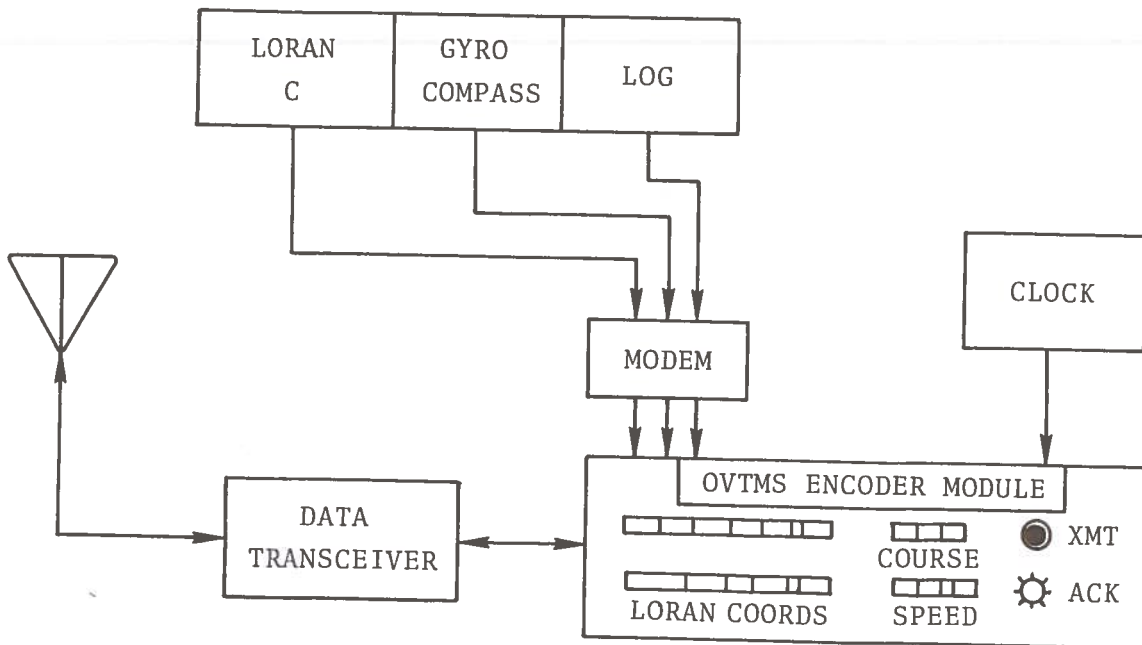 LORAN
C
GYRO
COMPASS
LOG
CLOCK
MODEM
OVTMS ENCODER MODULE
DATA
TRANSCEIVER
XMT
COURSE
ACK
LORAN COORDS
SPEED